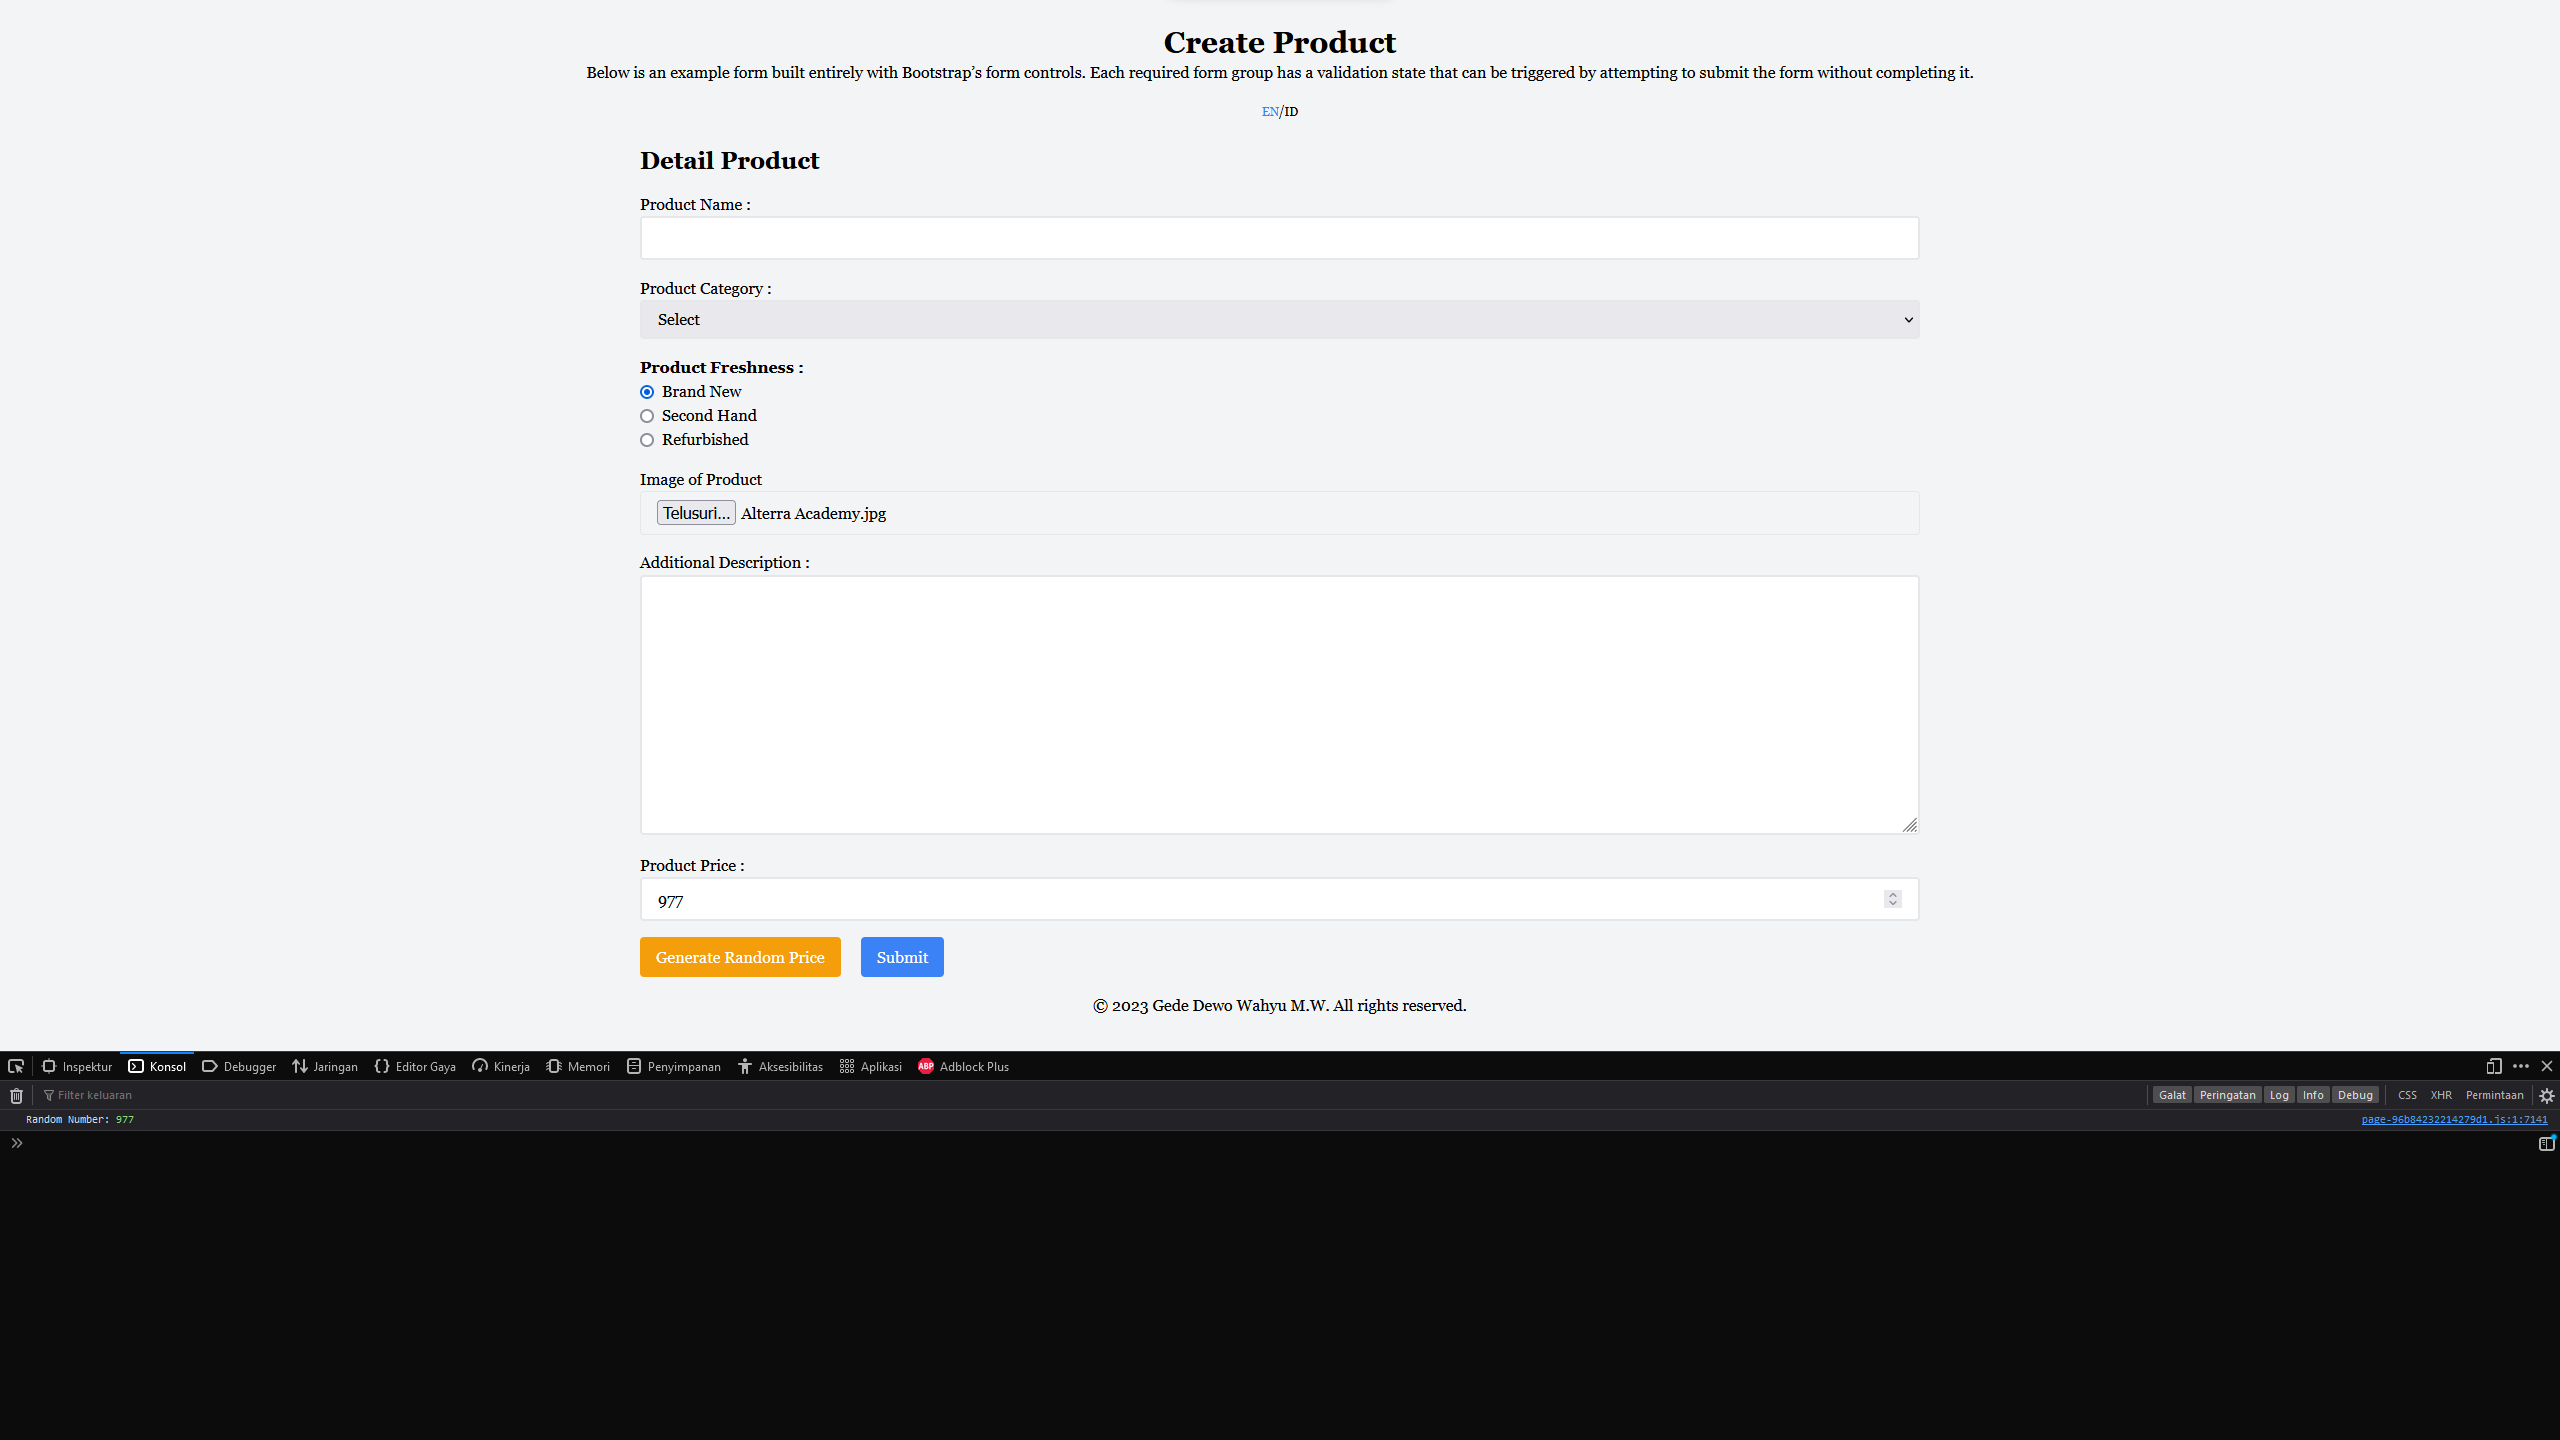 Create Product
Below is an example form built entirely with Bootstrap’s form controls. Each required form group has a validation state that can be triggered by attempting to submit the form without completing it.
EN/ID
Detail Product
Product Name :
Product Category :
Select
Product Freshness :
Brand New
Second Hand
Refurbished
Image of Product
Telusuri... Alterra Academy.jpg
Additional Description :
Product Price :
977
Generate Random Price Submit
© 2023 Gede Dewo Wahyu M.W. All rights reserved.
Inspektur Konsol Debugger Jaringan Editor Gaya Kinerja Memori Penyimpanan Aksesibilitas Aplikasi ABP Adblock Plus
Filter keluaran Galat Peringatan Log Info Debug CSS XHR Permintaan
Random Number: 977 page-96b84232214279d1.js:1:7141